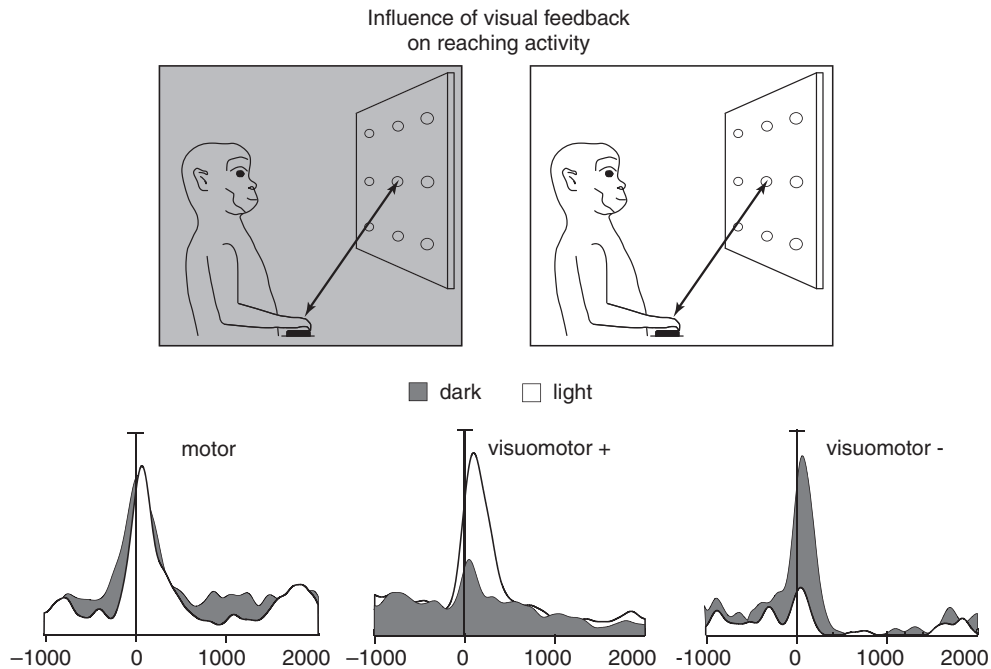 Influence of visual feedback
on reaching activity
dark light
motor visuomotor + visuomotor -
–1000 0 1000 2000 –1000 0 1000 2000 -1000 0 1000 2000